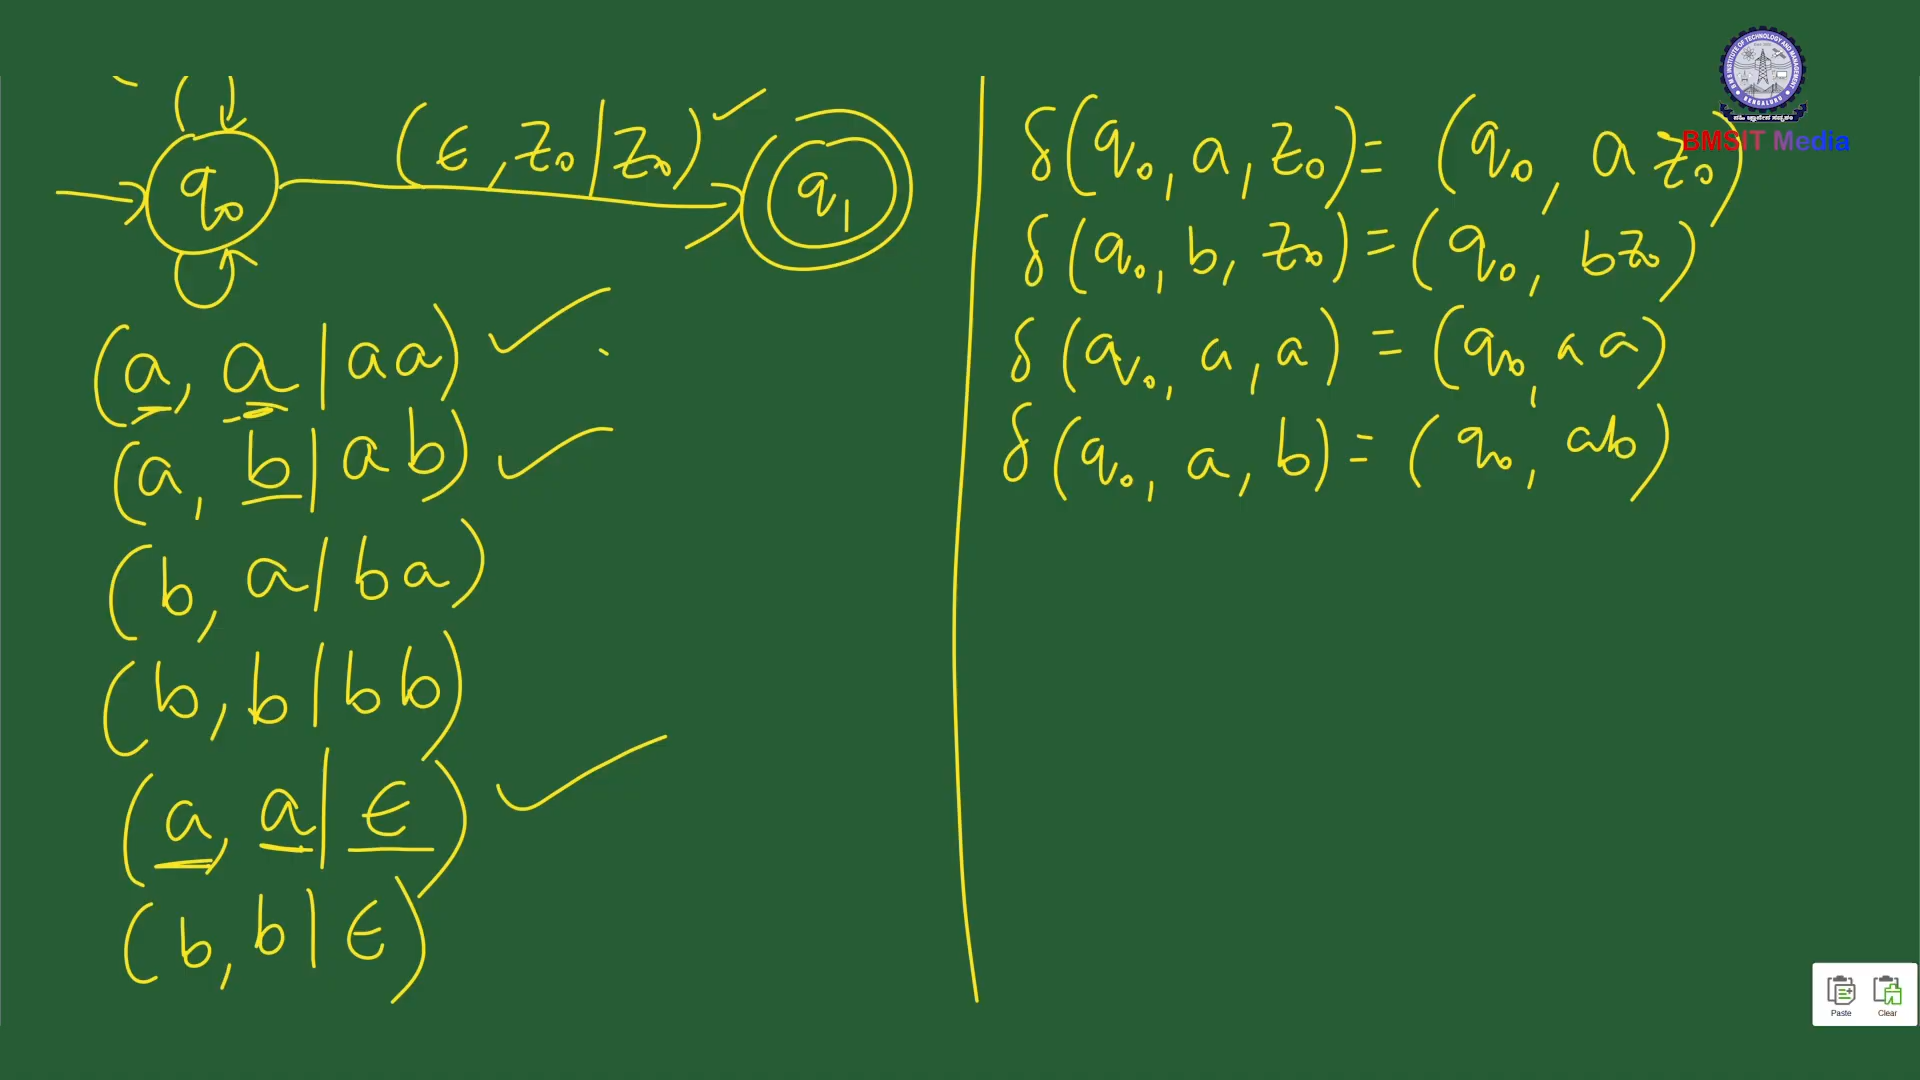 (ϵ, z₀ | z₀)
q₀
q₁
(a, a | aa)
(a, b | ab)
(b, a | ba)
(b, b | bb)
(a, a | ϵ)
(b, b | ϵ)
δ(q₀, a, z₀) = (q₀, a z₀)
δ(q₀, b, z₀) = (q₀, bz₀)
δ(q₀, a, a) = (q₀, aa)
δ(q₀, a, b) = (q₀, ab)
BMSIT Media
Paste
Clear